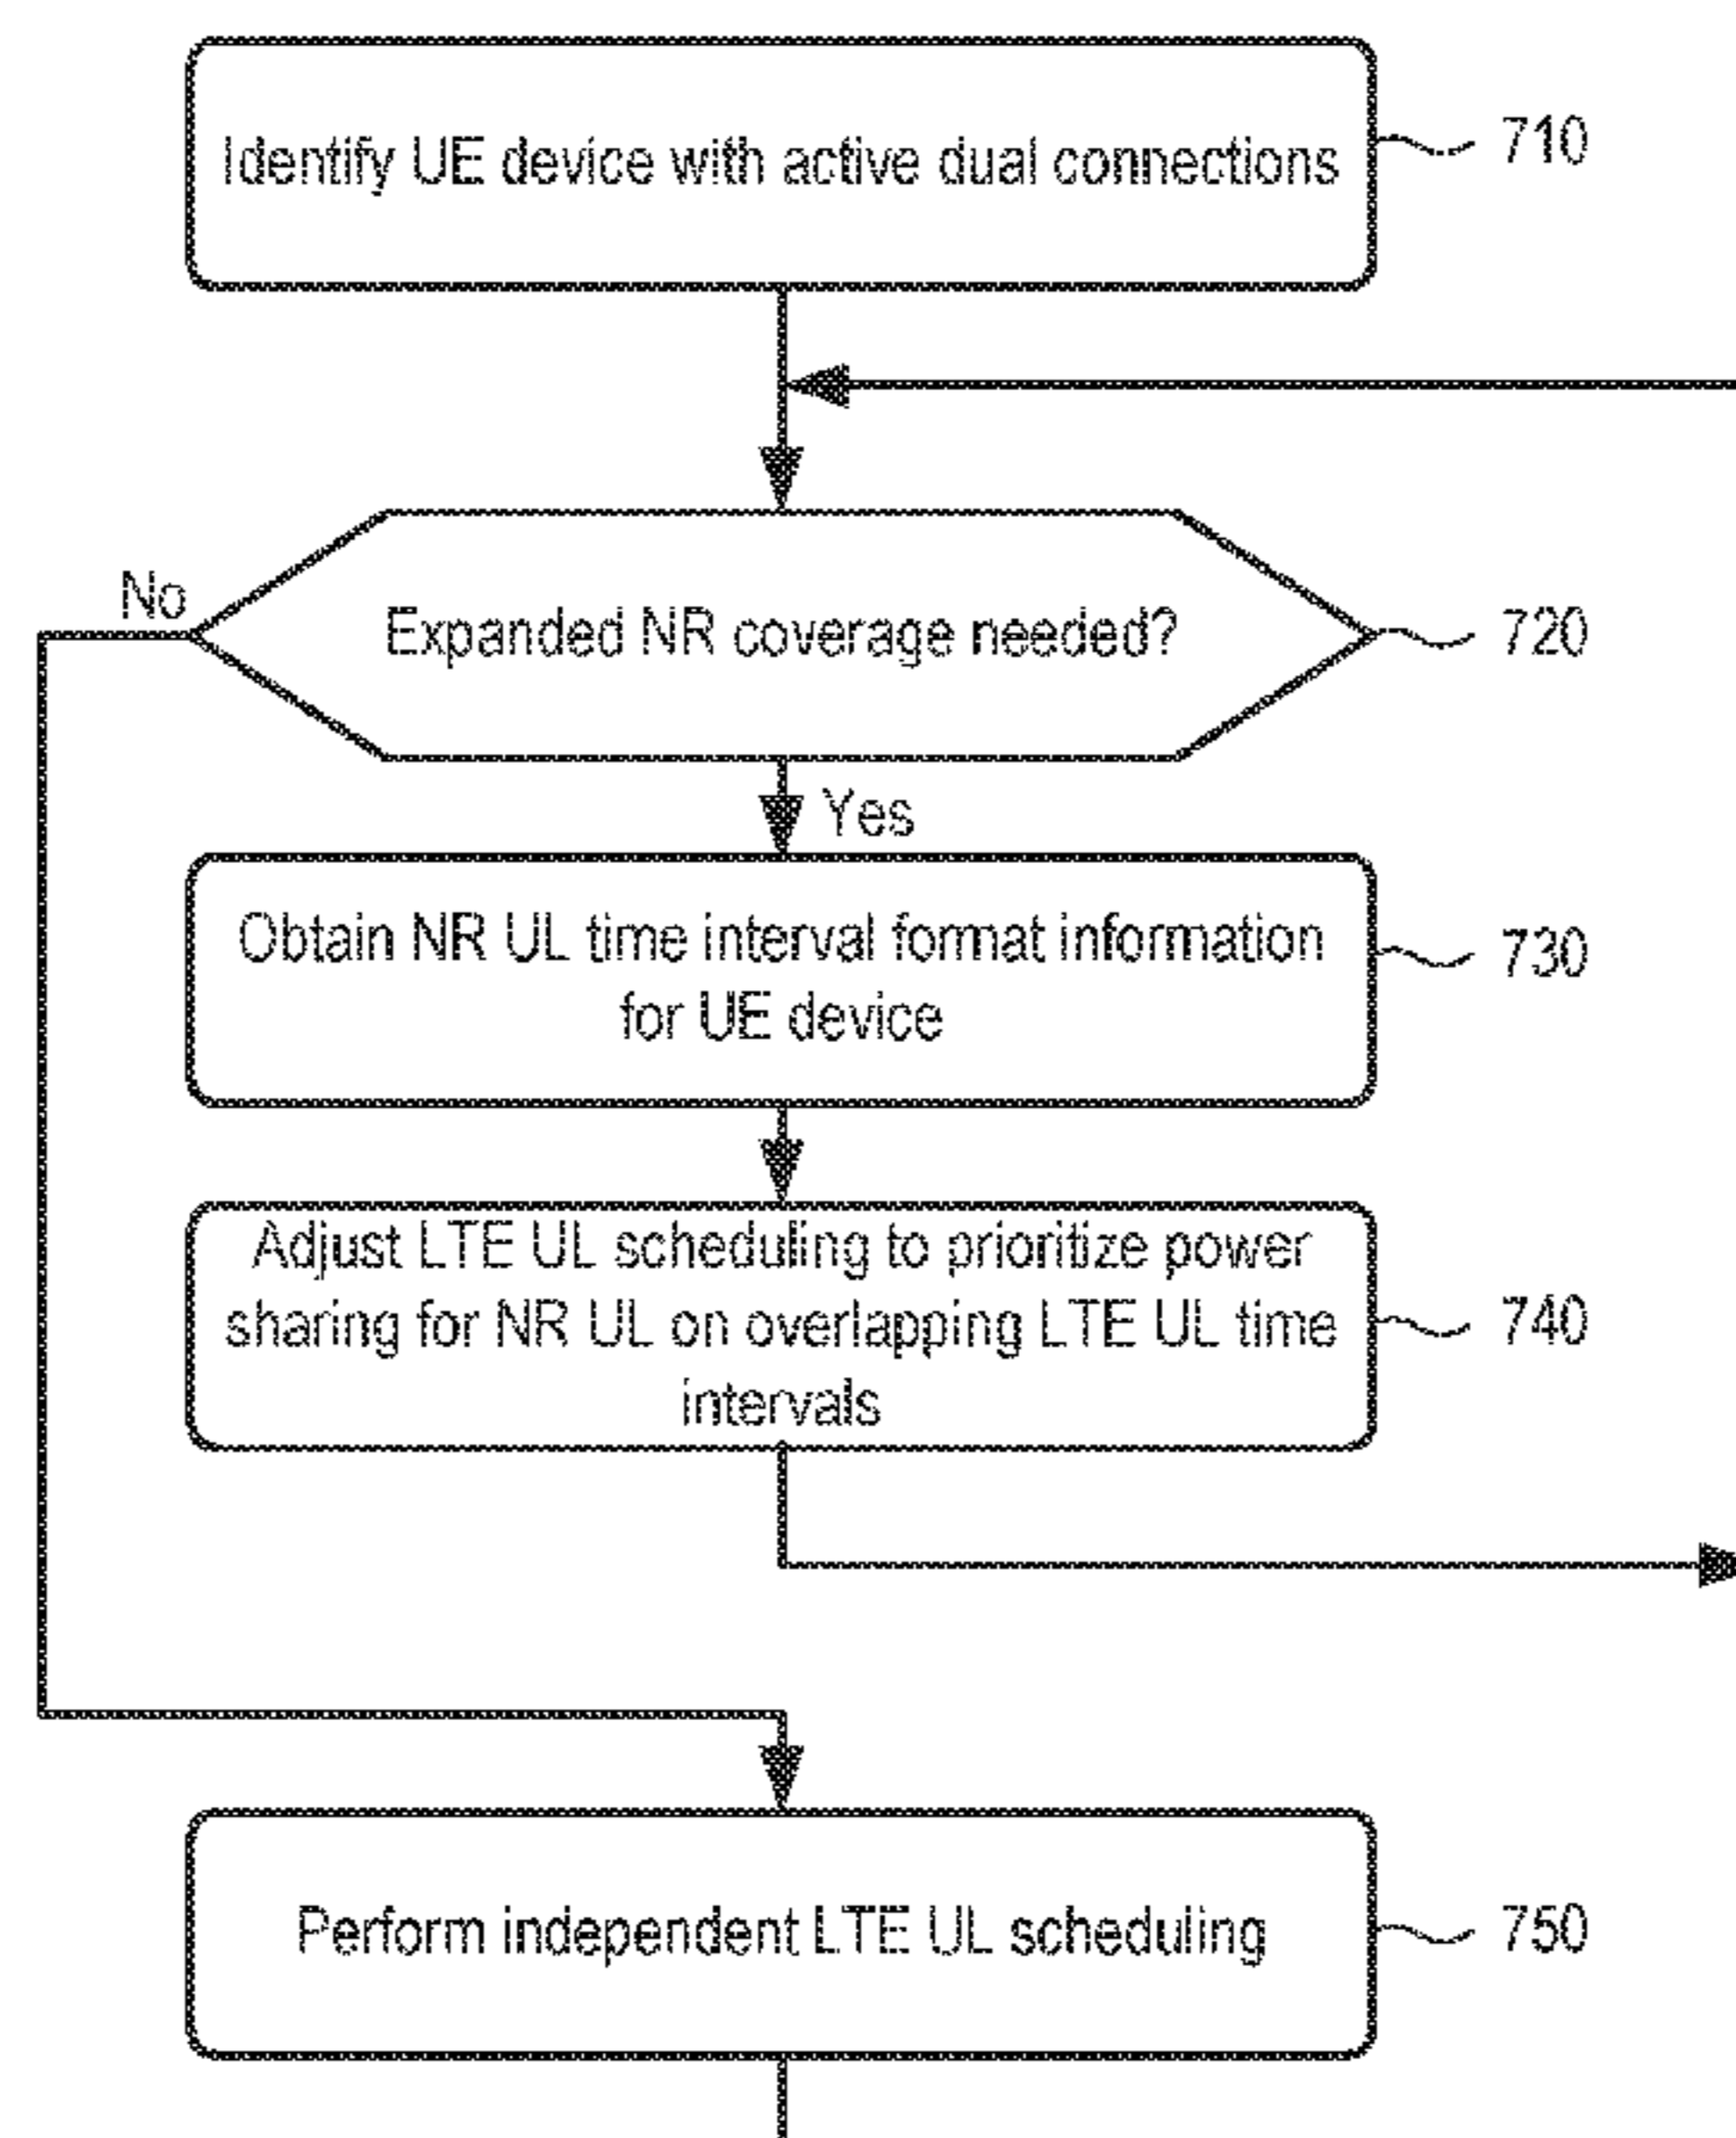 Identify UE device with active dual connections
710
No
Expanded NR coverage needed?
720
Yes
Obtain NR UL time interval format information
for UE device
730
Adjust LTE UL scheduling to prioritize power
sharing for NR UL on overlapping LTE UL time
intervals
740
Perform independent LTE UL scheduling
750